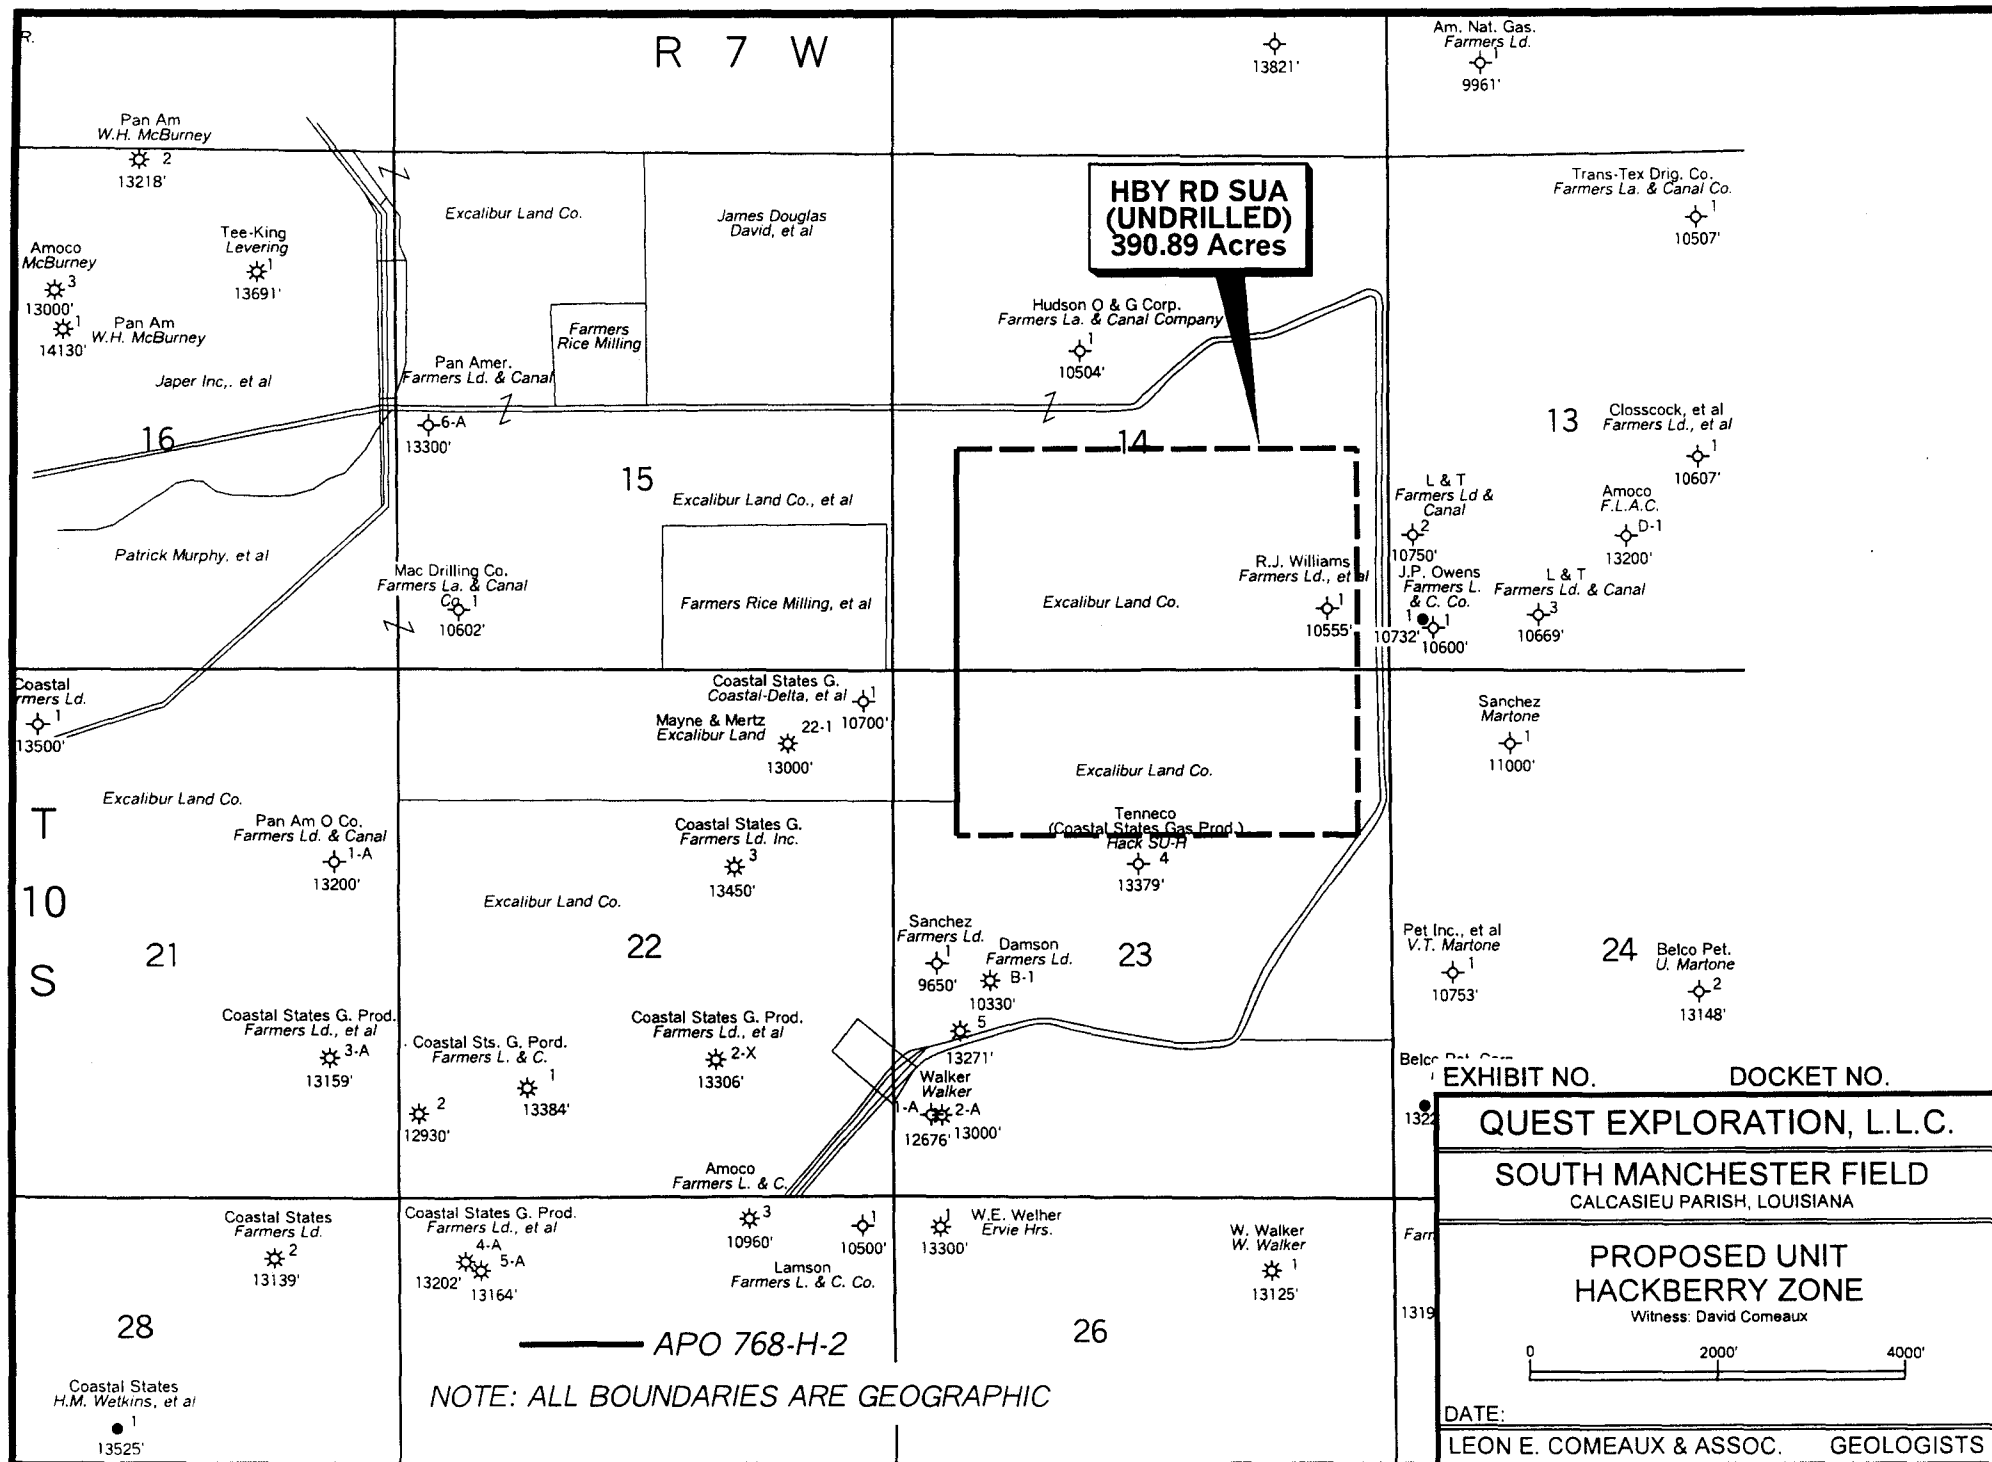 R.
R 7 W
13821'
Am. Nat. Gas.
Farmers Ld.
1
9961'
Pan Am
W.H. McBurney
2
13218'
Excalibur Land Co.
James Douglas
David, et al
HBY RD SUA
(UNDRILLED)
390.89 Acres
Trans-Tex Drig. Co.
Farmers La. & Canal Co.
1
10507'
Tee-King
Levering
1
13691'
Amoco
McBurney
3
13000'
1
14130'
Pan Am
W.H. McBurney
Japer Inc,. et al
Farmers
Rice Milling
Hudson O & G Corp.
Farmers La. & Canal Company
1
10504'
Pan Amer.
Farmers Ld. & Canal
6-A
13300'
16
15
14
13
Closscock, et al
Farmers Ld., et al
1
10607'
Excalibur Land Co., et al
L & T
Farmers Ld &
Canal
2
10750'
Amoco
F.L.A.C.
D-1
13200'
Patrick Murphy, et al
Mac Drilling Co.
Farmers La. & Canal
Co.
1
10602'
Farmers Rice Milling, et al
Excalibur Land Co.
R.J. Williams
Farmers Ld., et al
1
10555'
J.P. Owens
Farmers L.
& C. Co.
1
10732'
1
10600'
L & T
Farmers Ld. & Canal
3
10669'
Coastal
rmers Ld.
1
13500'
Coastal States G.
Coastal-Delta, et al
1
10700'
Mayne & Mertz
Excalibur Land
22-1
13000'
Sanchez
Martone
1
11000'
Excalibur Land Co.
Excalibur Land Co.
T
10
S
Pan Am O Co.
Farmers Ld. & Canal
1-A
13200'
Coastal States G.
Farmers Ld. Inc.
3
13450'
Tenneco
(Coastal States Gas Prod.)
Hack SU-H
4
13379'
Excalibur Land Co.
21
22
23
24
Sanchez
Farmers Ld.
1
9650'
Damson
Farmers Ld.
B-1
10330'
Pet Inc., et al
V.T. Martone
1
10753'
Belco Pet.
U. Martone
2
13148'
Coastal States G. Prod.
Farmers Ld., et al
3-A
13159'
Coastal Sts. G. Pord.
Farmers L. & C.
1
13384'
2
12930'
Coastal States G. Prod.
Farmers Ld., et al
2-X
13306'
5
13271'
Walker
Walker
1-A
12676'
2-A
13000'
Belco Pet. Corp.
1322
Amoco
Farmers L. & C.
3
10960'
1
10500'
Lamson
Farmers L. & C. Co.
Coastal States
Farmers Ld.
2
13139'
Coastal States G. Prod.
Farmers Ld., et al
4-A
13202'
5-A
13164'
1
13300'
W.E. Welher
Ervie Hrs.
W. Walker
W. Walker
1
13125'
Farr
1319
28
26
Coastal States
H.M. Wetkins, et al
1
13525'
APO 768-H-2
NOTE: ALL BOUNDARIES ARE GEOGRAPHIC
EXHIBIT NO. DOCKET NO.
QUEST EXPLORATION, L.L.C.
SOUTH MANCHESTER FIELD
CALCASIEU PARISH, LOUISIANA
PROPOSED UNIT
HACKBERRY ZONE
Witness: David Comeaux
0 2000' 4000'
DATE:
LEON E. COMEAUX & ASSOC. GEOLOGISTS